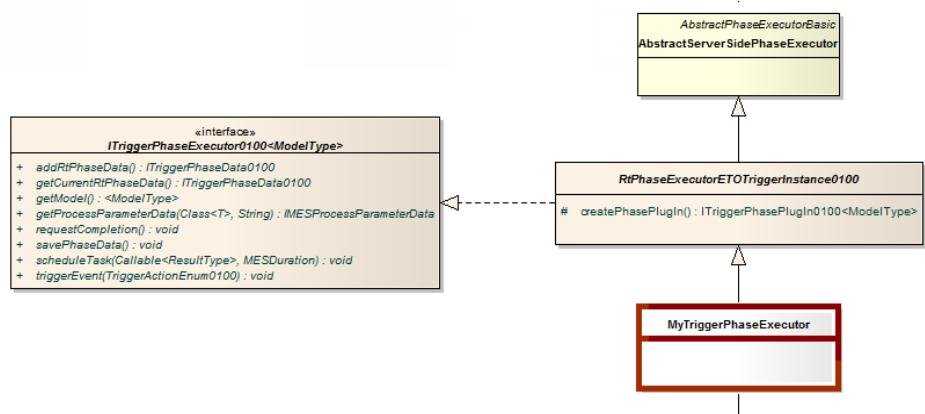 AbstractPhaseExecutorBasic
AbstractServerSidePhaseExecutor
«interface»
ITriggerPhaseExecutor0100<ModelType>
+ addRtPhaseData() : ITriggerPhaseData0100
+ getCurrentRtPhaseData() : ITriggerPhaseData0100
+ getModel() : <ModelType>
+ getProcessParameterData(Class<T>, String) : IMESProcessParameterData
+ requestCompletion() : void
+ savePhaseData() : void
+ scheduleTask(Callable<ResultType>, MESDuration) : void
+ triggerEvent(TriggerActionEnum0100) : void
RtPhaseExecutorETOTriggerInstance0100
# createPhasePlugIn() : ITriggerPhasePlugIn0100<ModelType>
MyTriggerPhaseExecutor